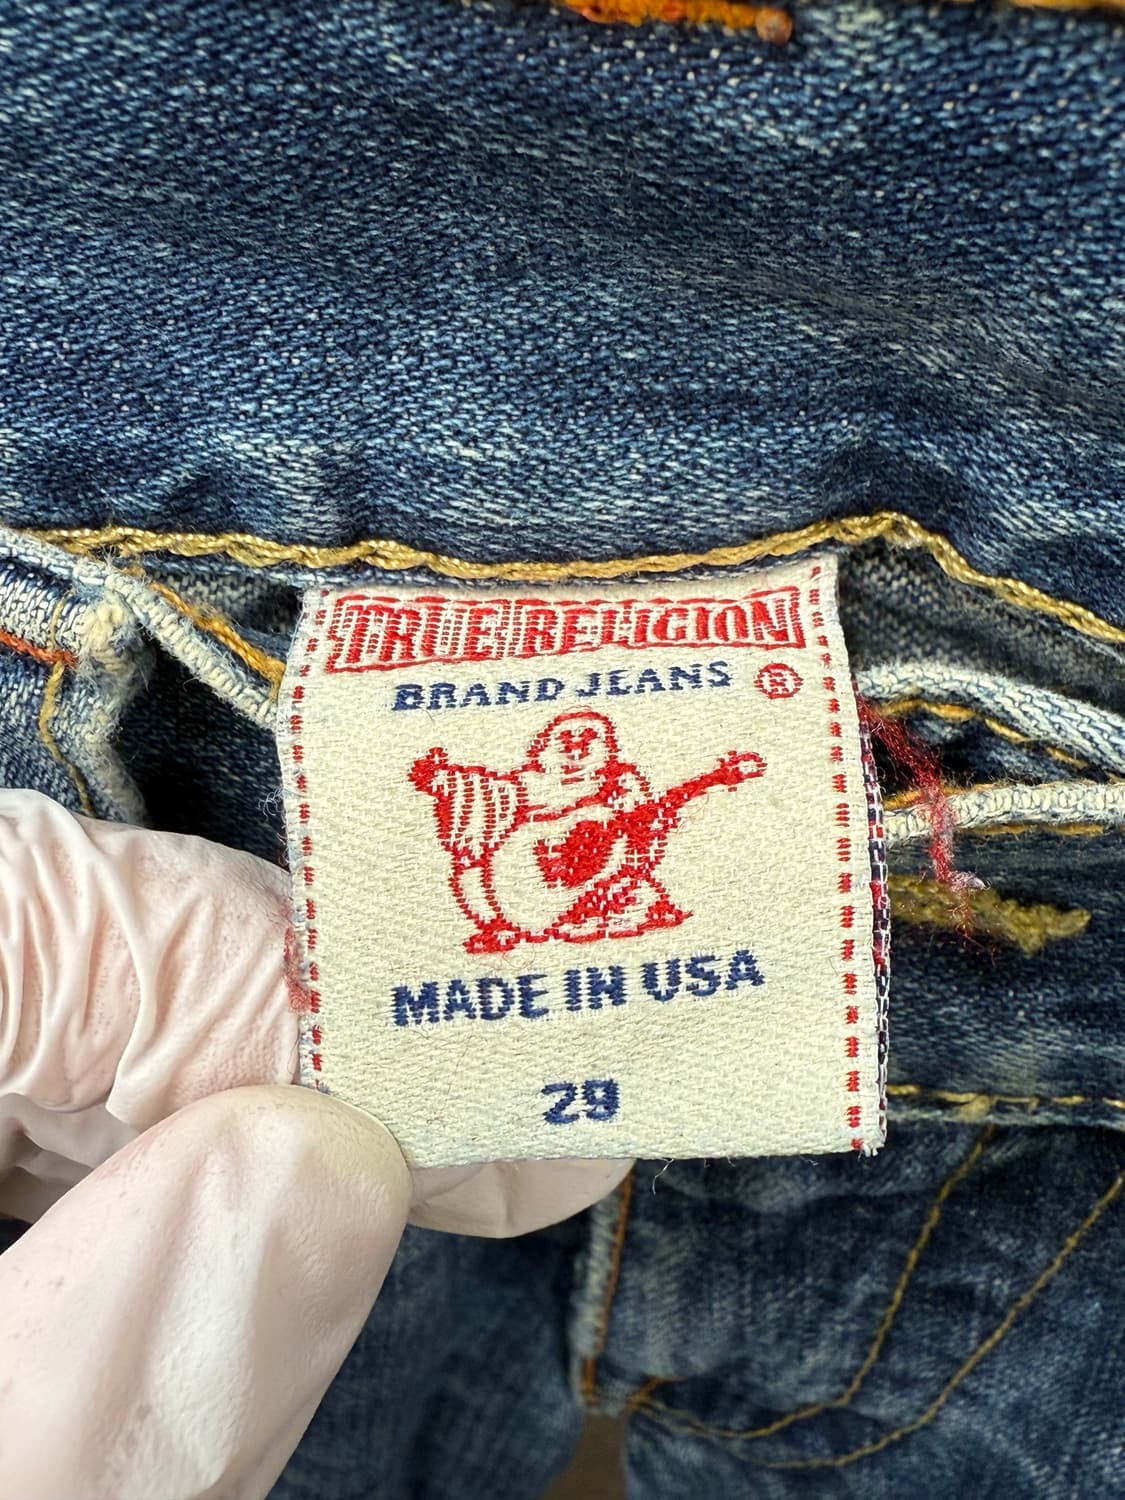 TRUE RELIGION
BRAND JEANS ®
MADE IN USA
29